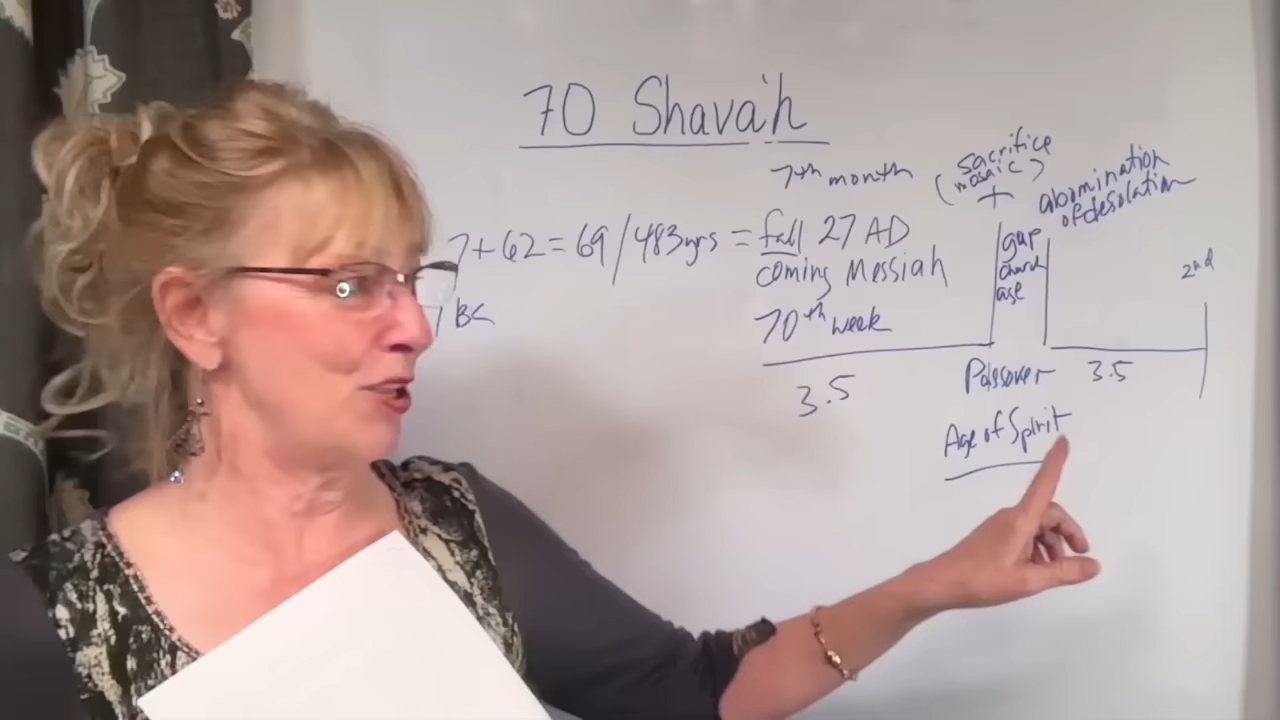 70 Shava'h
7th month
7+62=69/483yrs = fall 27 AD
coming Messiah
BC
70th week
3.5
sacrifice
(mosaic)
+
gap
church
age
abomination
of desolation
2nd
Passover
3.5
Age of Spirit